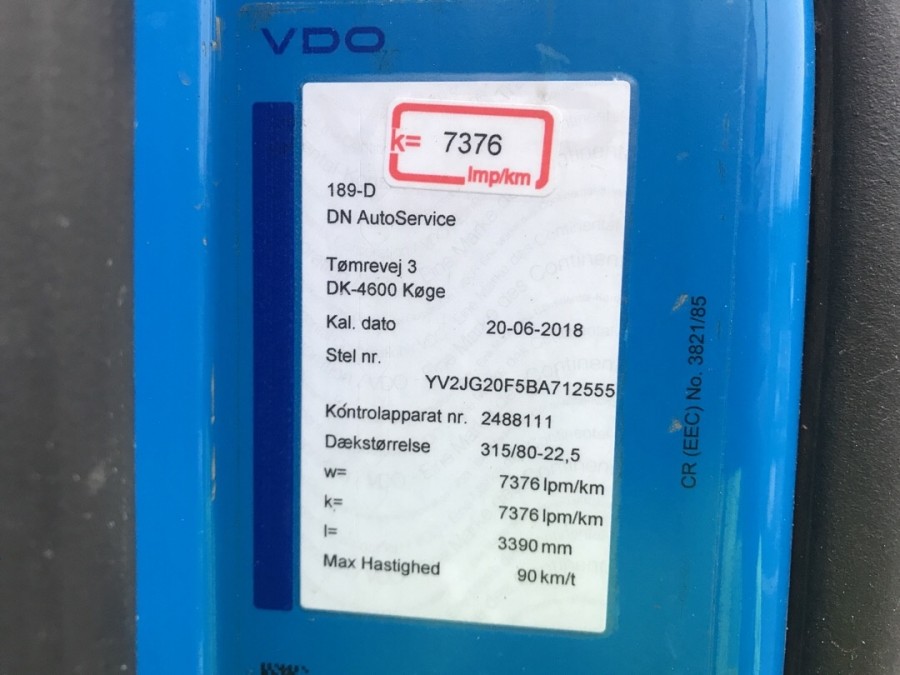 VDO
k= 7376
Imp/km
189-D
DN AutoService
Tømrevej 3
DK-4600 Køge
Kal. dato 20-06-2018
Stel nr.
YV2JG20F5BA712555
Kontrolapparat nr. 2488111
Dækstørrelse 315/80-22,5
w= 7376 Ipm/km
k= 7376 Ipm/km
l= 3390 mm
Max Hastighed 90 km/t
CR (EEC) No. 3821/85